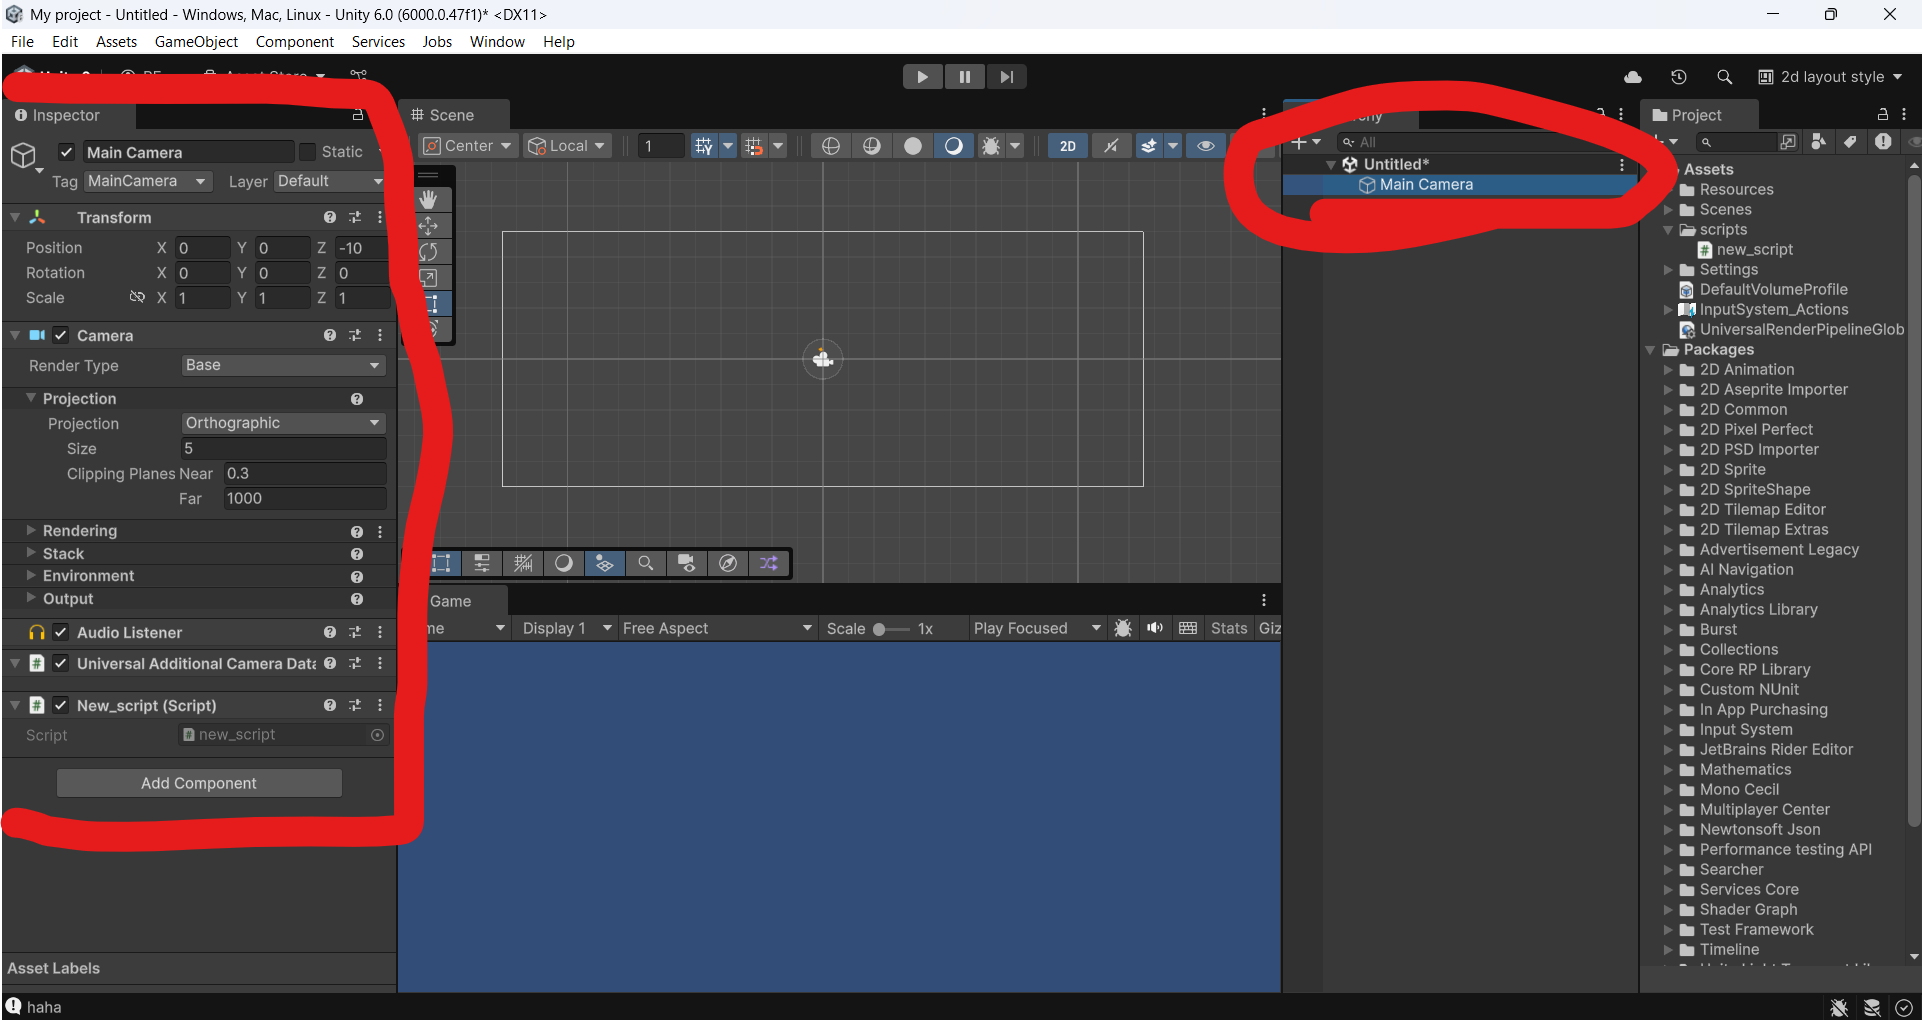 My project - Untitled - Windows, Mac, Linux - Unity 6.0 (6000.0.47f1)* <DX11>
File Edit Assets GameObject Component Services Jobs Window Help
2d layout style
Inspector
Main Camera Static
Tag MainCamera Layer Default
Transform
Position X 0 Y 0 Z -10
Rotation X 0 Y 0 Z 0
Scale X 1 Y 1 Z 1
Camera
Render Type Base
Projection
Projection Orthographic
Size 5
Clipping Planes Near 0.3
Far 1000
Rendering
Stack
Environment
Output
Audio Listener
Universal Additional Camera Data
New_script (Script)
Script new_script
Add Component
Asset Labels
haha
Scene
Center Local 1 2D
Game
Display 1 Free Aspect Scale 1x Play Focused Stats Giz
All
Untitled*
Main Camera
Project
Assets
Resources
Scenes
scripts
new_script
Settings
DefaultVolumeProfile
InputSystem_Actions
UniversalRenderPipelineGlob
Packages
2D Animation
2D Aseprite Importer
2D Common
2D Pixel Perfect
2D PSD Importer
2D Sprite
2D SpriteShape
2D Tilemap Editor
2D Tilemap Extras
Advertisement Legacy
AI Navigation
Analytics
Analytics Library
Burst
Collections
Core RP Library
Custom NUnit
In App Purchasing
Input System
JetBrains Rider Editor
Mathematics
Mono Cecil
Multiplayer Center
Newtonsoft Json
Performance testing API
Searcher
Services Core
Shader Graph
Test Framework
Timeline